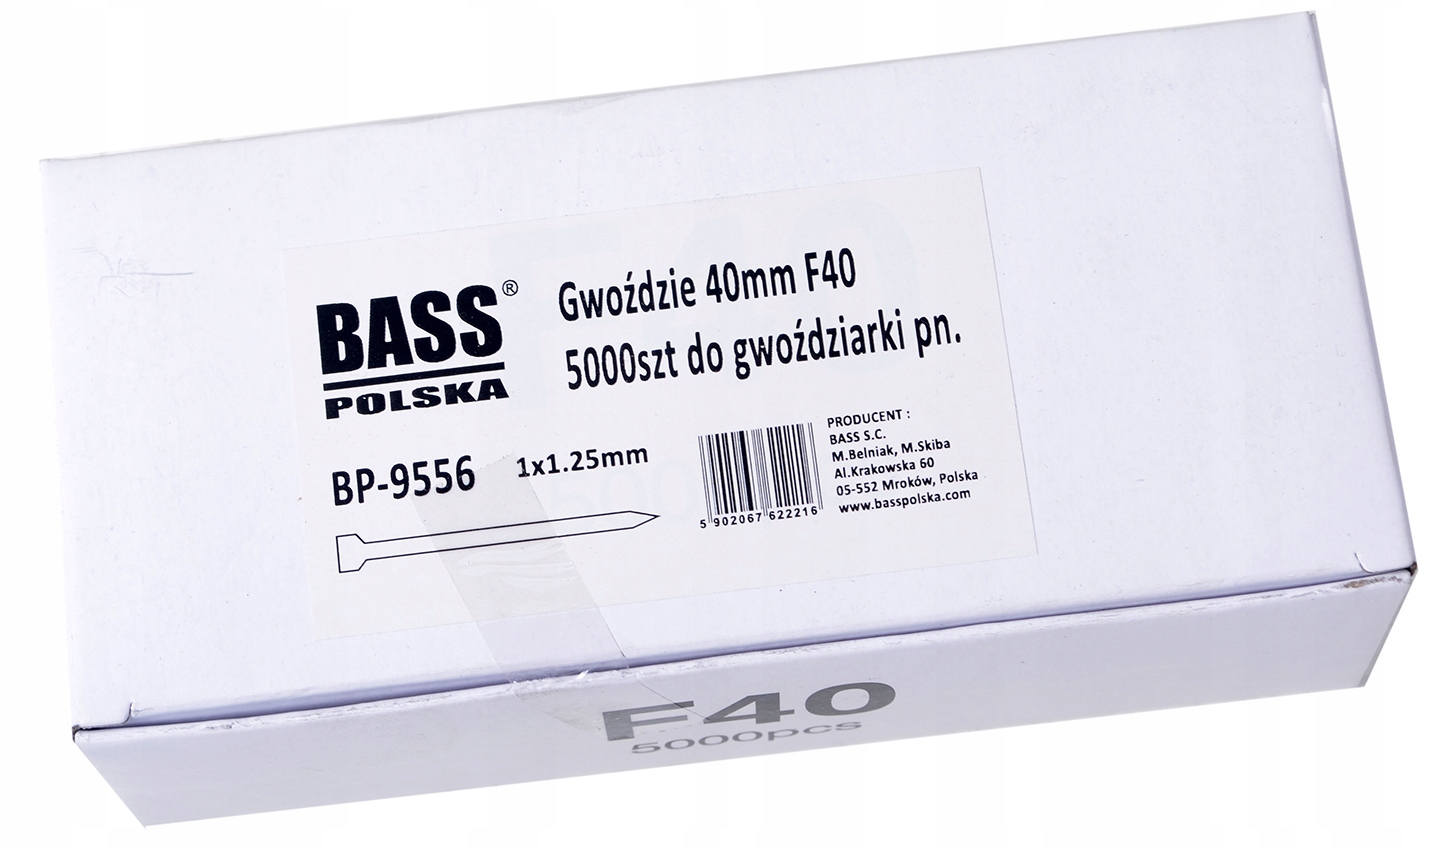 BASS®
POLSKA
Gwoździe 40mm F40
5000szt do gwoździarki pn.
BP-9556
1x1.25mm
5 902067 622216
PRODUCENT :
BASS S.C.
M.Belniak, M.Skiba
Al.Krakowska 60
05-552 Mroków, Polska
www.basspolska.com
F40
5000pcs